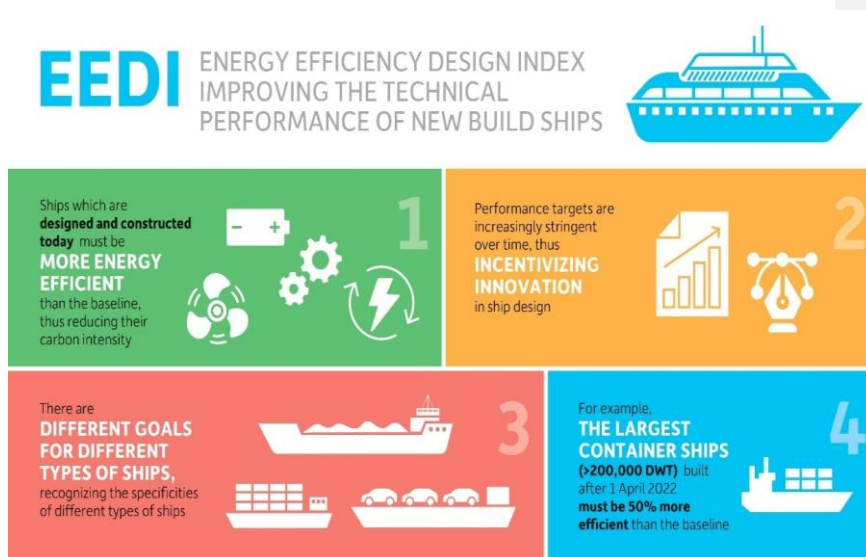 EEDI
ENERGY EFFICIENCY DESIGN INDEX
IMPROVING THE TECHNICAL
PERFORMANCE OF NEW BUILD SHIPS
1
Ships which are
designed and constructed
today must be
MORE ENERGY
EFFICIENT
than the baseline,
thus reducing their
carbon intensity
2
Performance targets are
increasingly stringent
over time, thus
INCENTIVIZING
INNOVATION
in ship design
3
There are
DIFFERENT GOALS
FOR DIFFERENT
TYPES OF SHIPS,
recognizing the specificities
of different types of ships
4
For example,
THE LARGEST
CONTAINER SHIPS
(>200,000 DWT) built
after 1 April 2022
must be 50% more
efficient than the baseline